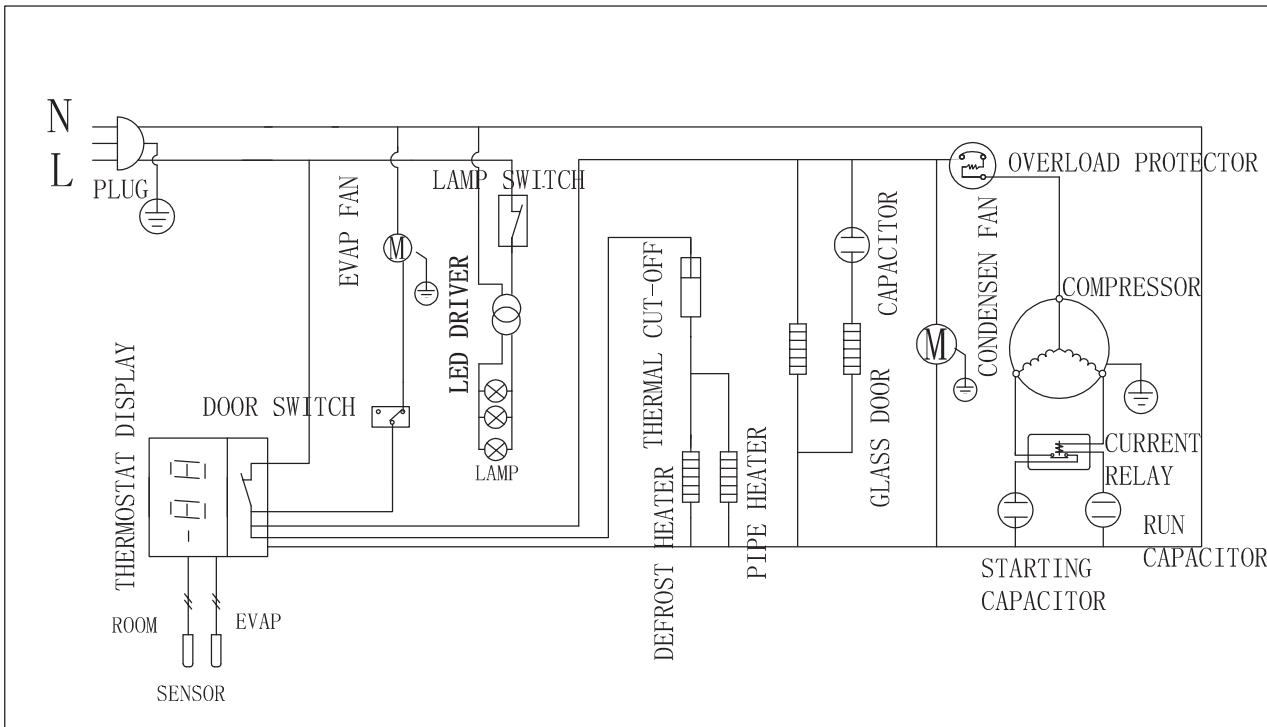 N
L
PLUG
LAMP SWITCH
OVERLOAD PROTECTOR
EVAP FAN
LED DRIVER
THERMAL CUT-OFF
CAPACITOR
CONDENSEN FAN
COMPRESSOR
M
M
DOOR SWITCH
THERMOSTAT DISPLAY
LAMP
DEFROST HEATER
PIPE HEATER
GLASS DOOR
CURRENT
RELAY
RUN
CAPACITOR
STARTING
CAPACITOR
ROOM
EVAP
SENSOR